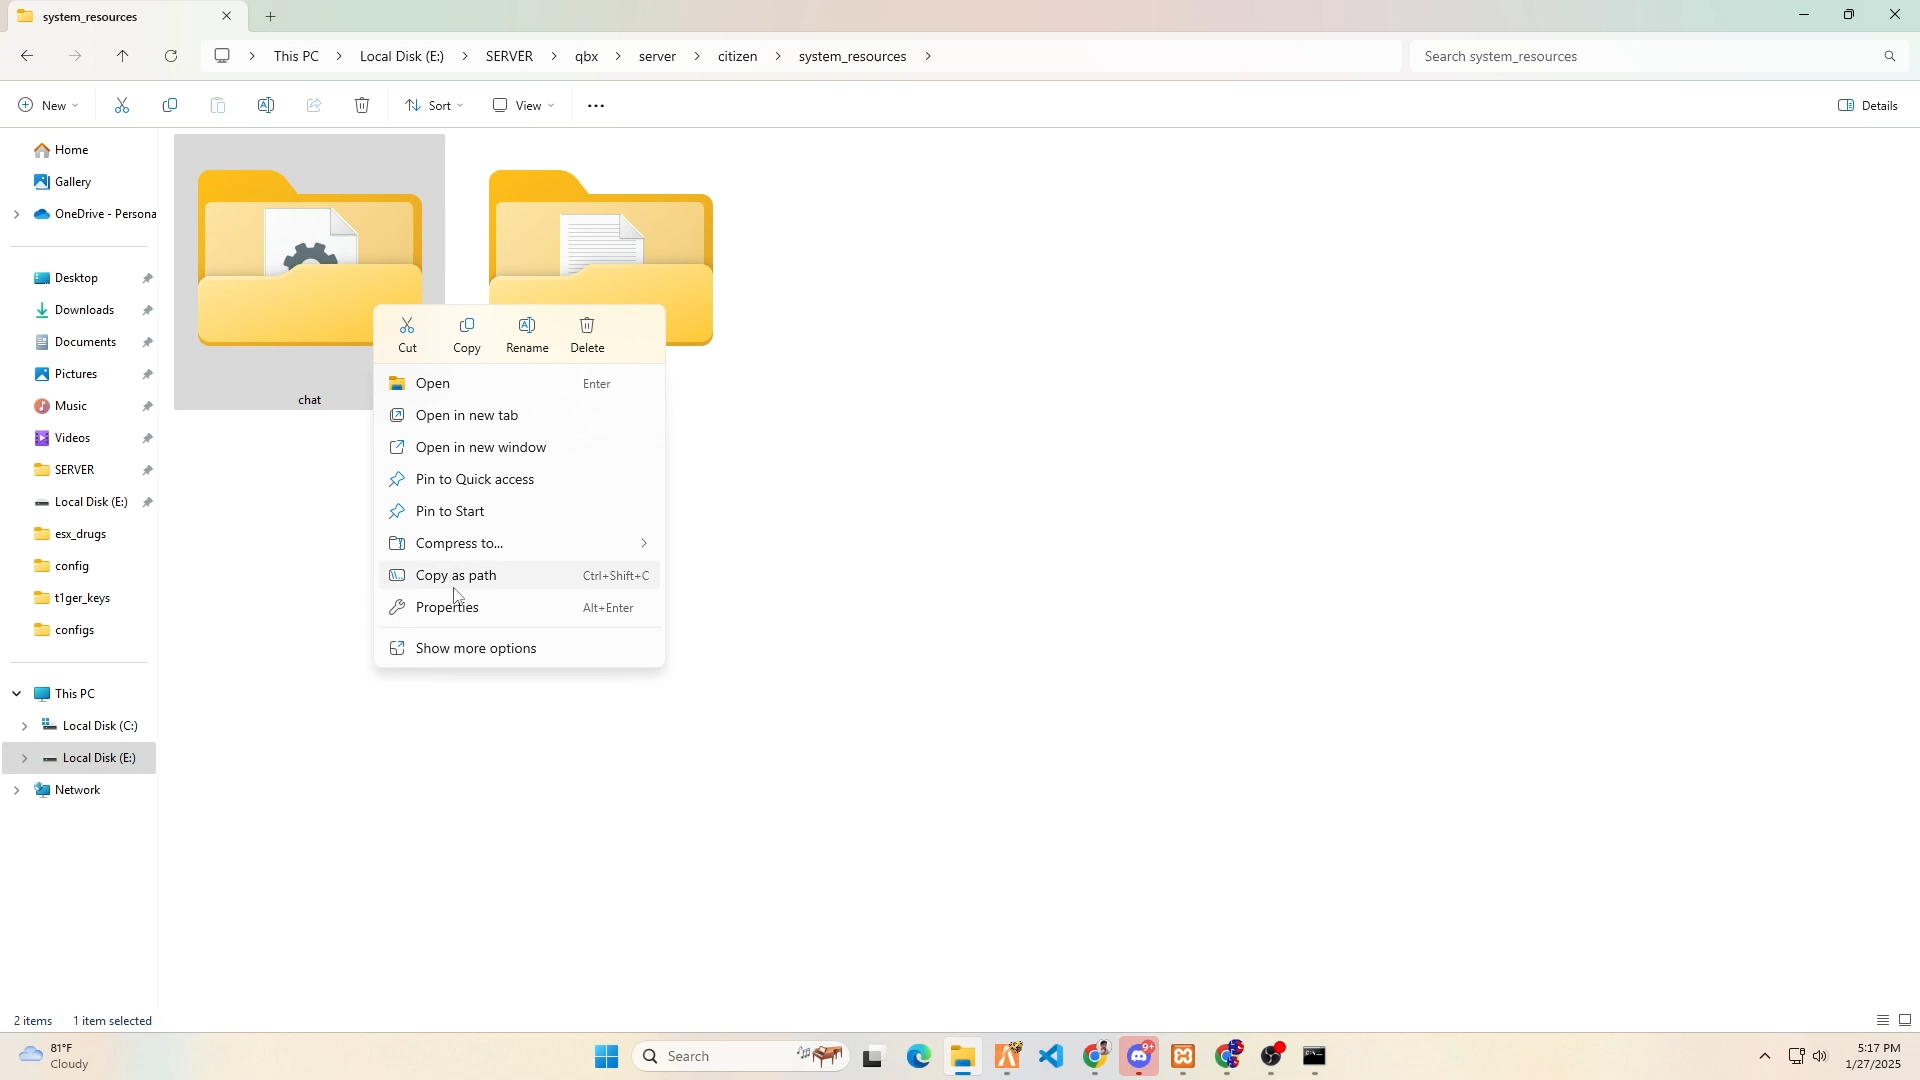 system_resources
This PC > Local Disk (E:) > SERVER > qbx > server > citizen > system_resources >
Search system_resources
New
Sort
View
Details
Home
Gallery
OneDrive - Persona
Desktop
Downloads
Documents
Pictures
Music
Videos
SERVER
Local Disk (E:)
esx_drugs
config
t1ger_keys
configs
This PC
Local Disk (C:)
Local Disk (E:)
Network
chat
Cut
Copy
Rename
Delete
Open Enter
Open in new tab
Open in new window
Pin to Quick access
Pin to Start
Compress to...
Copy as path Ctrl+Shift+C
Properties Alt+Enter
Show more options
2 items 1 item selected
81°F
Cloudy
Search
9+
5:17 PM
1/27/2025